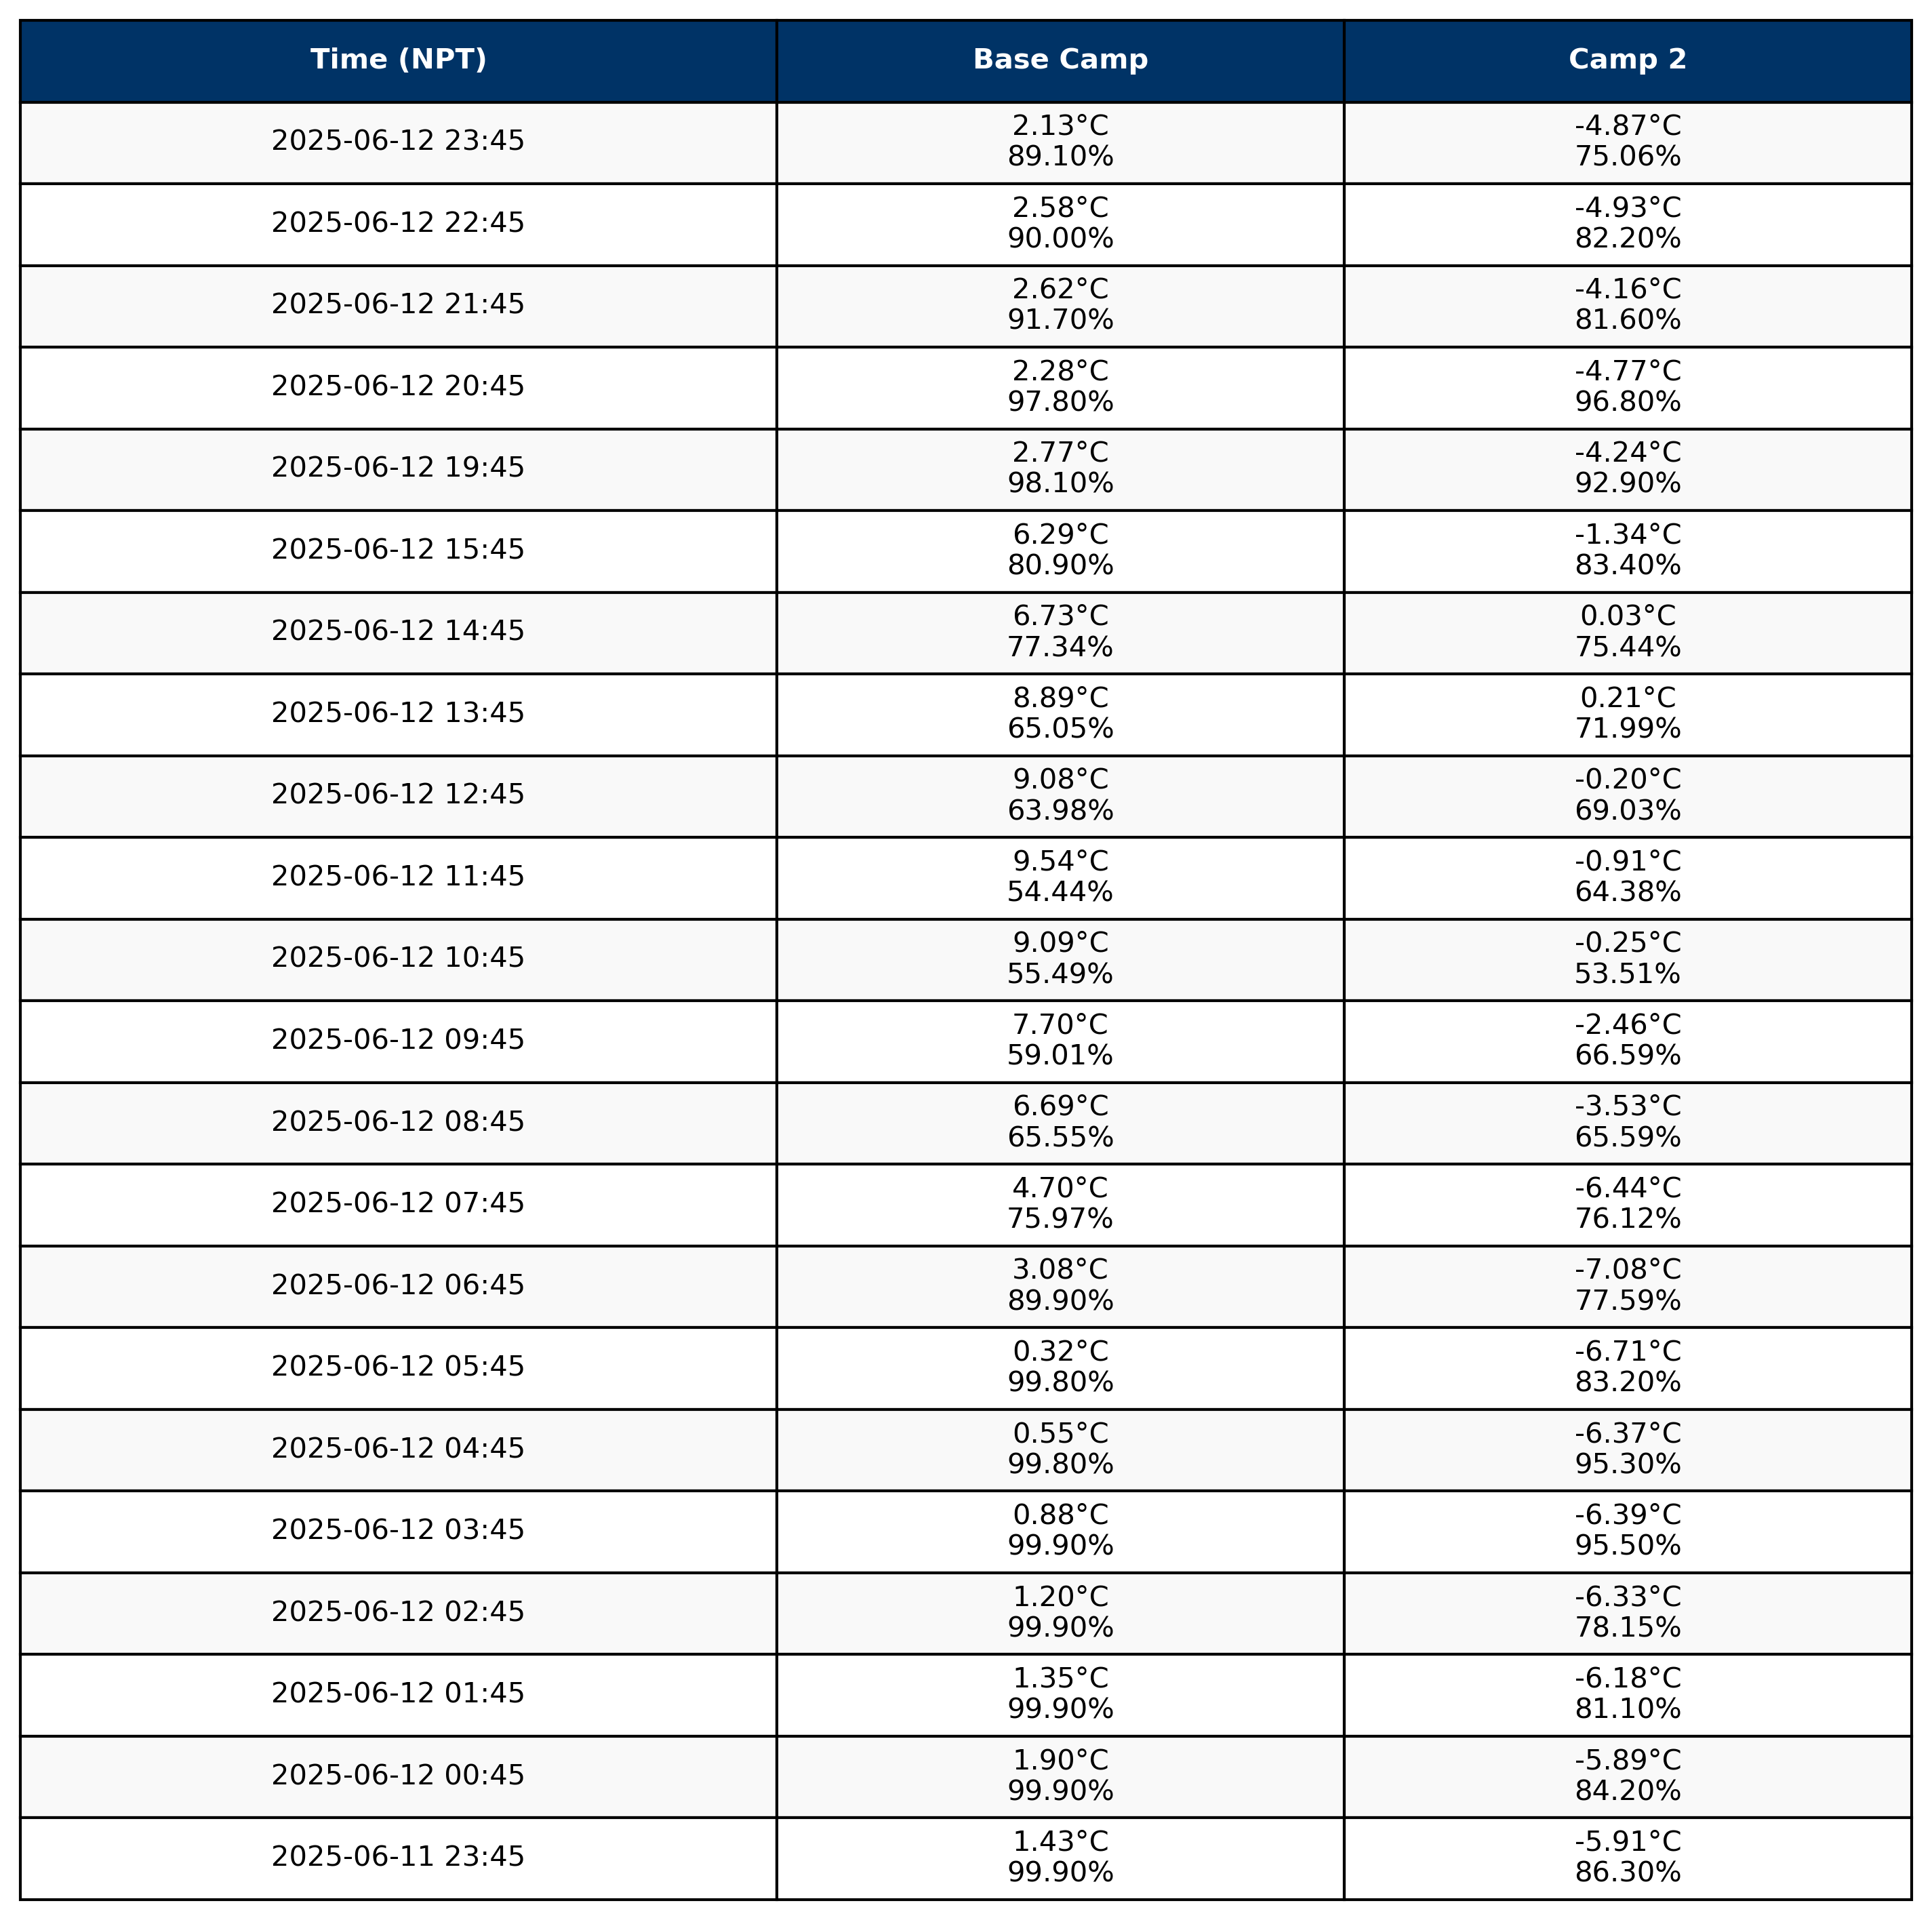 Time (NPT) Base Camp Camp 2
2025-06-12 23:45 2.13°C -4.87°C
89.10% 75.06%
2025-06-12 22:45 2.58°C -4.93°C
90.00% 82.20%
2025-06-12 21:45 2.62°C -4.16°C
91.70% 81.60%
2025-06-12 20:45 2.28°C -4.77°C
97.80% 96.80%
2025-06-12 19:45 2.77°C -4.24°C
98.10% 92.90%
2025-06-12 15:45 6.29°C -1.34°C
80.90% 83.40%
2025-06-12 14:45 6.73°C 0.03°C
77.34% 75.44%
2025-06-12 13:45 8.89°C 0.21°C
65.05% 71.99%
2025-06-12 12:45 9.08°C -0.20°C
63.98% 69.03%
2025-06-12 11:45 9.54°C -0.91°C
54.44% 64.38%
2025-06-12 10:45 9.09°C -0.25°C
55.49% 53.51%
2025-06-12 09:45 7.70°C -2.46°C
59.01% 66.59%
2025-06-12 08:45 6.69°C -3.53°C
65.55% 65.59%
2025-06-12 07:45 4.70°C -6.44°C
75.97% 76.12%
2025-06-12 06:45 3.08°C -7.08°C
89.90% 77.59%
2025-06-12 05:45 0.32°C -6.71°C
99.80% 83.20%
2025-06-12 04:45 0.55°C -6.37°C
99.80% 95.30%
2025-06-12 03:45 0.88°C -6.39°C
99.90% 95.50%
2025-06-12 02:45 1.20°C -6.33°C
99.90% 78.15%
2025-06-12 01:45 1.35°C -6.18°C
99.90% 81.10%
2025-06-12 00:45 1.90°C -5.89°C
99.90% 84.20%
2025-06-11 23:45 1.43°C -5.91°C
99.90% 86.30%